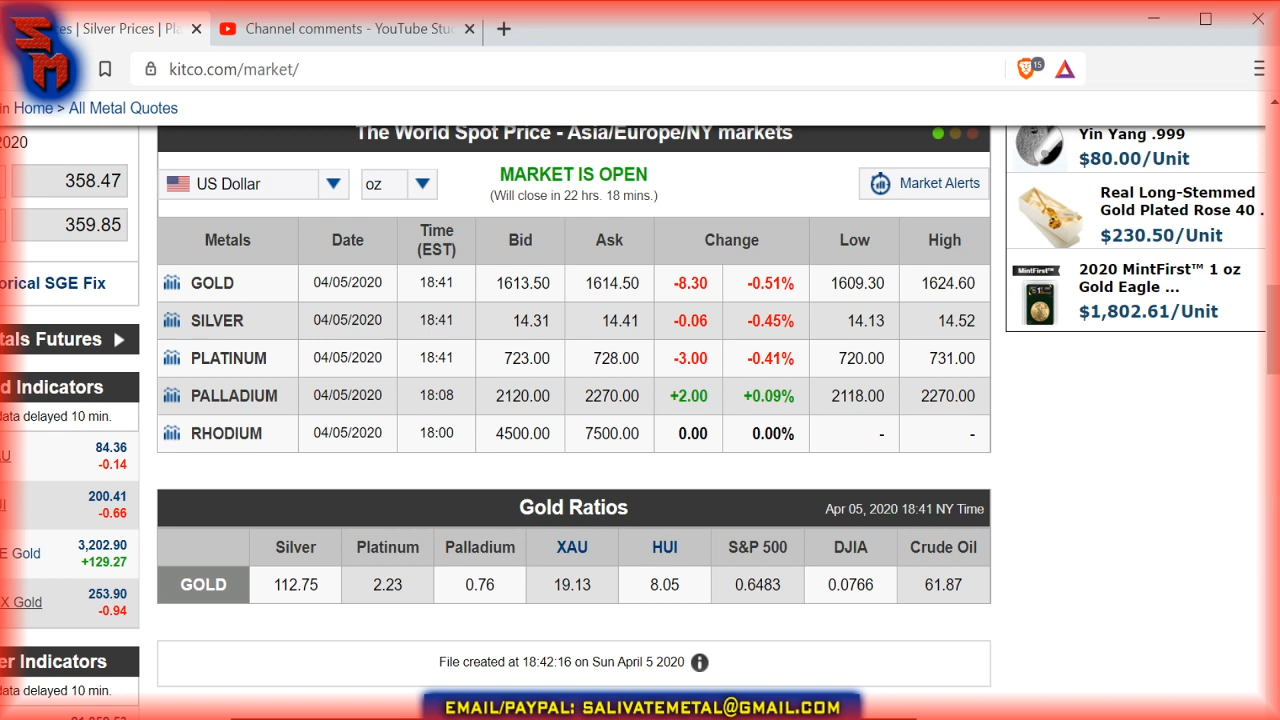 SM
es | Silver Prices | Pla
Channel comments - YouTube Stu
kitco.com/market/
15
in Home > All Metal Quotes
2020
358.47
359.85
orical SGE Fix
tals Futures
d Indicators
data delayed 10 min.
U 84.36
-0.14
UI 200.41
-0.66
E Gold 3,202.90
+129.27
X Gold 253.90
-0.94
er Indicators
data delayed 10 min.
The World Spot Price - Asia/Europe/NY markets
US Dollar oz MARKET IS OPEN Market Alerts
(Will close in 22 hrs. 18 mins.)
Metals Date Time (EST) Bid Ask Change Low High
GOLD 04/05/2020 18:41 1613.50 1614.50 -8.30 -0.51% 1609.30 1624.60
SILVER 04/05/2020 18:41 14.31 14.41 -0.06 -0.45% 14.13 14.52
PLATINUM 04/05/2020 18:41 723.00 728.00 -3.00 -0.41% 720.00 731.00
PALLADIUM 04/05/2020 18:08 2120.00 2270.00 +2.00 +0.09% 2118.00 2270.00
RHODIUM 04/05/2020 18:00 4500.00 7500.00 0.00 0.00% - -
Gold Ratios Apr 05, 2020 18:41 NY Time
Silver Platinum Palladium XAU HUI S&P 500 DJIA Crude Oil
GOLD 112.75 2.23 0.76 19.13 8.05 0.6483 0.0766 61.87
File created at 18:42:16 on Sun April 5 2020
Yin Yang .999
$80.00/Unit
Real Long-Stemmed
Gold Plated Rose 40 .
$230.50/Unit
MintFirst™
2020 MintFirst™ 1 oz
Gold Eagle ...
$1,802.61/Unit
EMAIL/PAYPAL: SALIVATEMETAL@GMAIL.COM